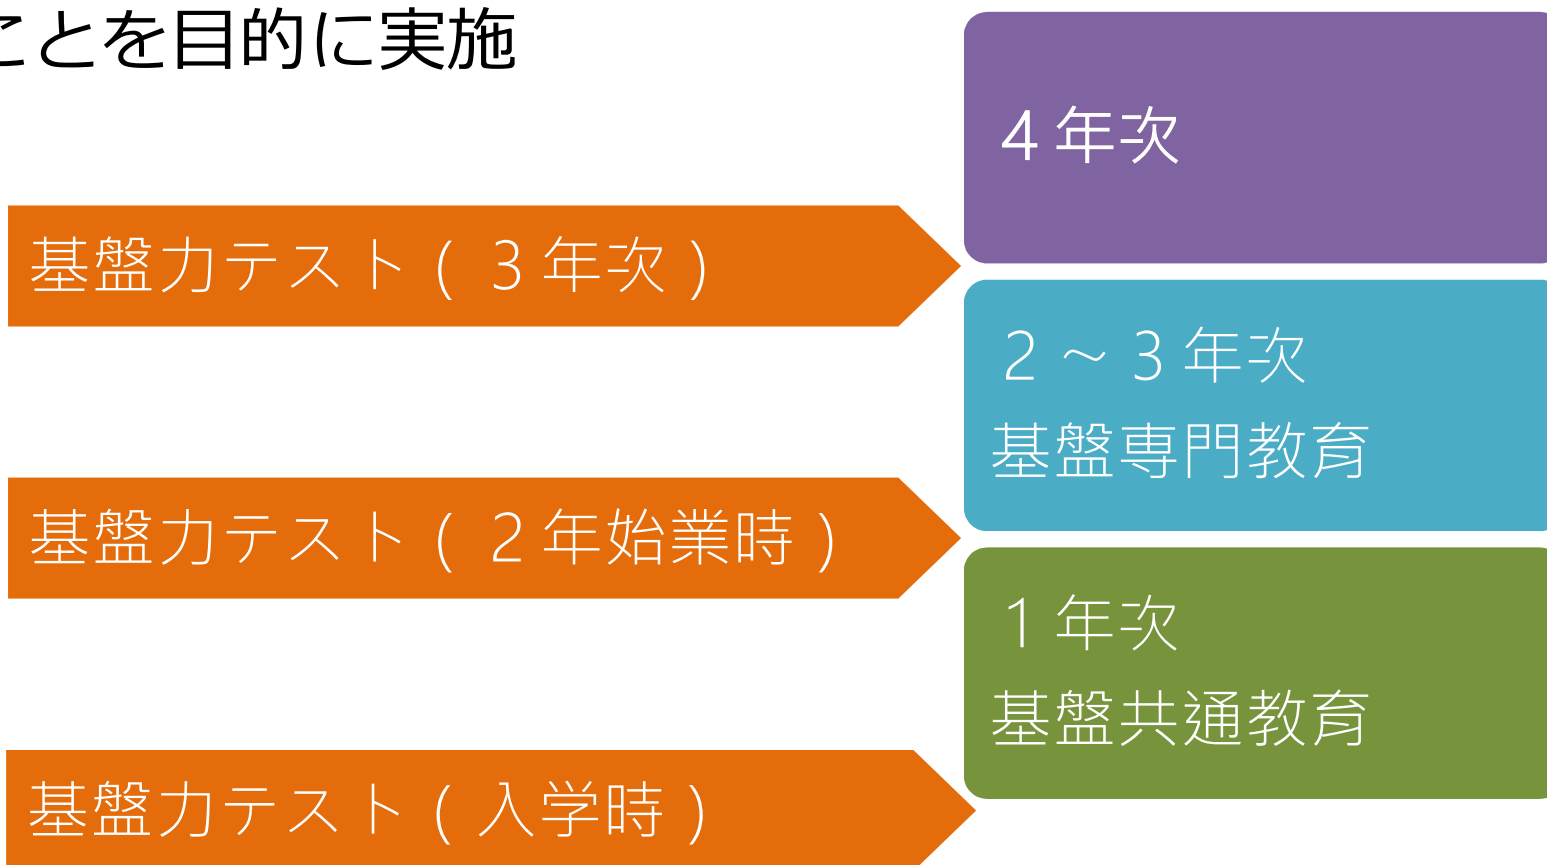 ことを目的に実施
４年次
基盤力テスト(３年次)
２～３年次
基盤専門教育
基盤力テスト(２年始業時)
１年次
基盤共通教育
基盤力テスト(入学時)